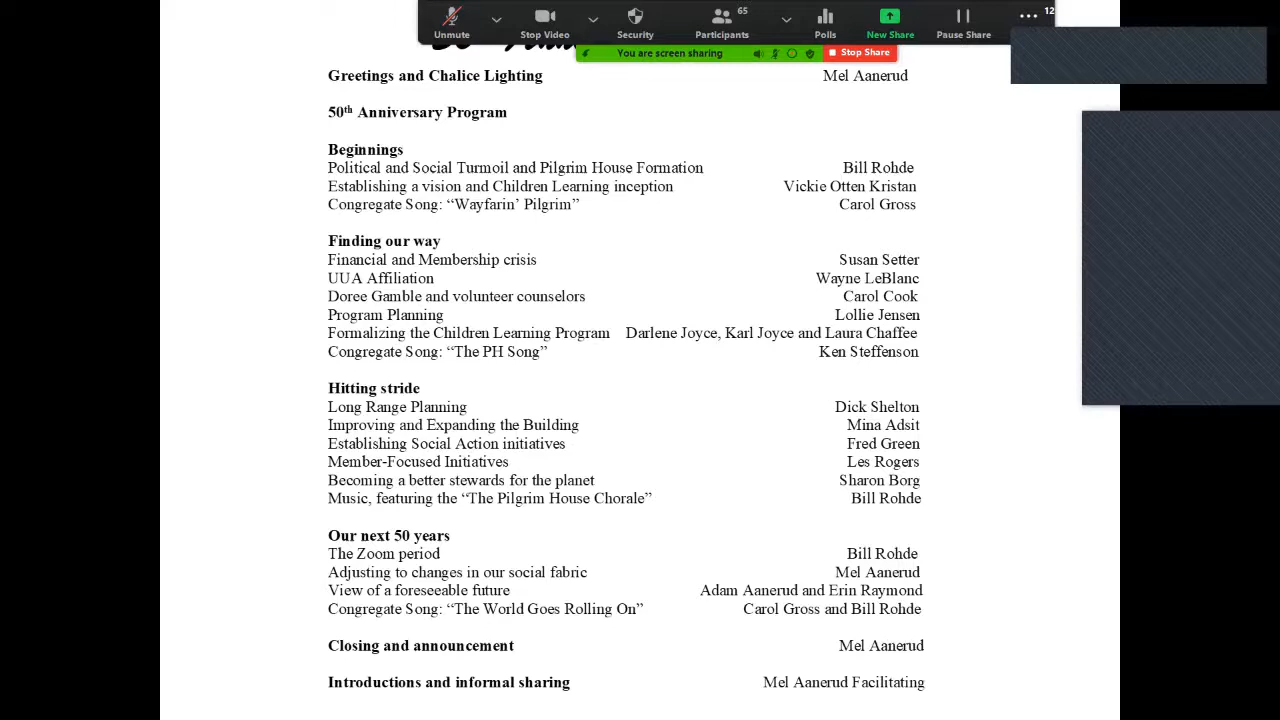 65
12
Unmute
Stop Video
Security
Participants
Polls
New Share
Pause Share
You are screen sharing
Stop Share
Greetings and Chalice Lighting Mel Aanerud
50th Anniversary Program
Beginnings
Political and Social Turmoil and Pilgrim House Formation Bill Rohde
Establishing a vision and Children Learning inception Vickie Otten Kristan
Congregate Song: “Wayfarin’ Pilgrim” Carol Gross
Finding our way
Financial and Membership crisis Susan Setter
UUA Affiliation Wayne LeBlanc
Doree Gamble and volunteer counselors Carol Cook
Program Planning Lollie Jensen
Formalizing the Children Learning Program Darlene Joyce, Karl Joyce and Laura Chaffee
Congregate Song: “The PH Song” Ken Steffenson
Hitting stride
Long Range Planning Dick Shelton
Improving and Expanding the Building Mina Adsit
Establishing Social Action initiatives Fred Green
Member-Focused Initiatives Les Rogers
Becoming a better stewards for the planet Sharon Borg
Music, featuring the “The Pilgrim House Chorale” Bill Rohde
Our next 50 years
The Zoom period Bill Rohde
Adjusting to changes in our social fabric Mel Aanerud
View of a foreseeable future Adam Aanerud and Erin Raymond
Congregate Song: “The World Goes Rolling On” Carol Gross and Bill Rohde
Closing and announcement Mel Aanerud
Introductions and informal sharing Mel Aanerud Facilitating